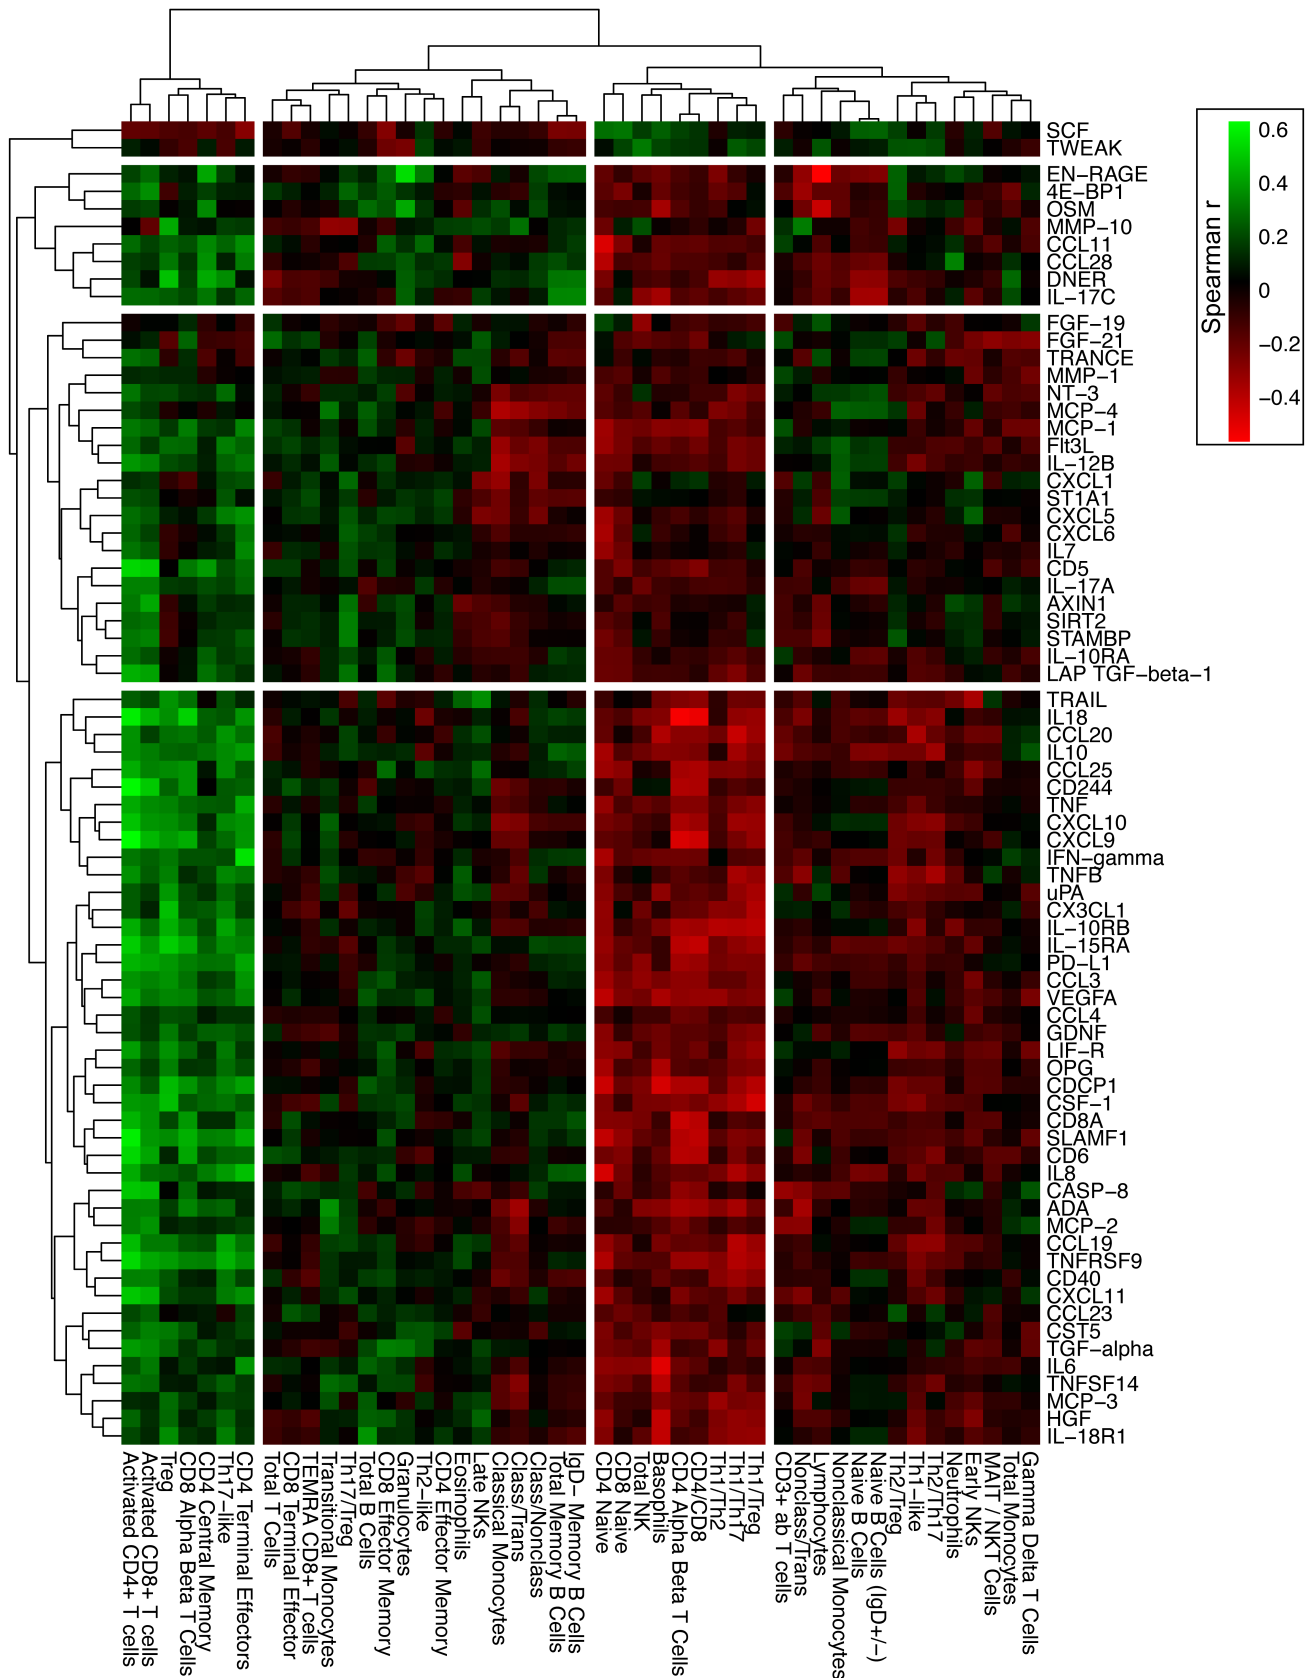 SCF
TWEAK
EN−RAGE
4E−BP1
OSM
MMP−10
CCL11
CCL28
DNER
IL−17C
FGF−19
FGF−21
TRANCE
MMP−1
NT−3
MCP−4
MCP−1
Flt3L
IL−12B
CXCL1
ST1A1
CXCL5
CXCL6
IL7
CD5
IL−17A
AXIN1
SIRT2
STAMBP
IL−10RA
LAP TGF−beta−1
TRAIL
IL18
CCL20
IL10
CCL25
CD244
TNF
CXCL10
CXCL9
IFN−gamma
TNFB
uPA
CX3CL1
IL−10RB
IL−15RA
PD−L1
CCL3
VEGFA
CCL4
GDNF
LIF−R
OPG
CDCP1
CSF−1
CD8A
SLAMF1
CD6
IL8
CASP−8
ADA
MCP−2
CCL19
TNFRSF9
CD40
CXCL11
CCL23
CST5
TGF−alpha
IL6
TNFSF14
MCP−3
HGF
IL−18R1
Activated CD4+ T cells
Activated CD8+ T cells
Treg
CD8 Alpha Beta T Cells
CD4 Central Memory
Th17−like
CD4 Terminal Effectors
Total T Cells
CD8 Terminal Effector
TEMRA CD8+ T cells
Transitional Monocytes
Th17/Treg
Total B Cells
CD8 Effector Memory
Granulocytes
Th2−like
CD4 Effector Memory
Eosinophils
Late NKs
Classical Monocytes
Class/Trans
Class/Nonclass
Total Memory B Cells
IgD− Memory B Cells
CD4 Naive
CD8 Naive
Total NK
Basophils
CD4 Alpha Beta T Cells
CD4/CD8
Th1/Th2
Th1/Th17
Th1/Treg
CD3+ ab T cells
Nonclass/Trans
Lymphocytes
Nonclassical Monocytes
Naive B Cells
Naive B Cells (IgD+/−)
Th2/Treg
Th1−like
Th2/Th17
Neutrophils
Early NKs
MAIT / NKT Cells
Total Monocytes
Gamma Delta T Cells
Spearman r
0.6
0.4
0.2
0
−0.2
−0.4